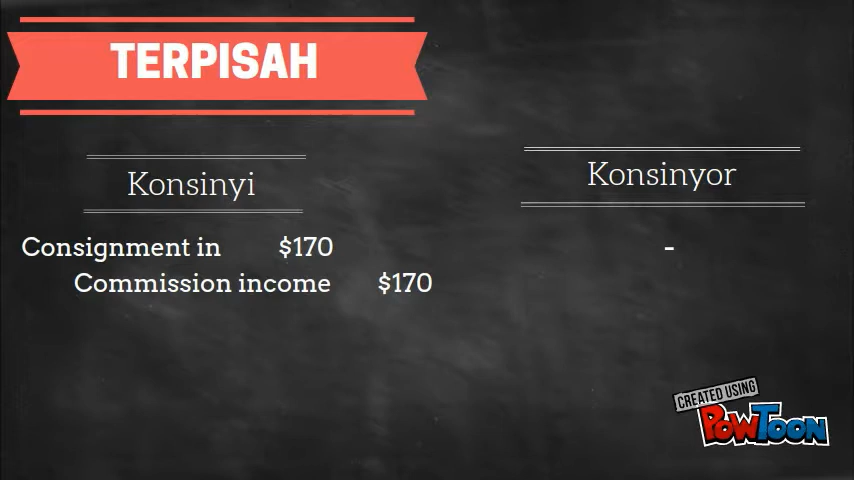 TERPISAH
Konsinyi
Konsinyor
Consignment in $170
-
Commission income $170
CREATED USING
POWTOON